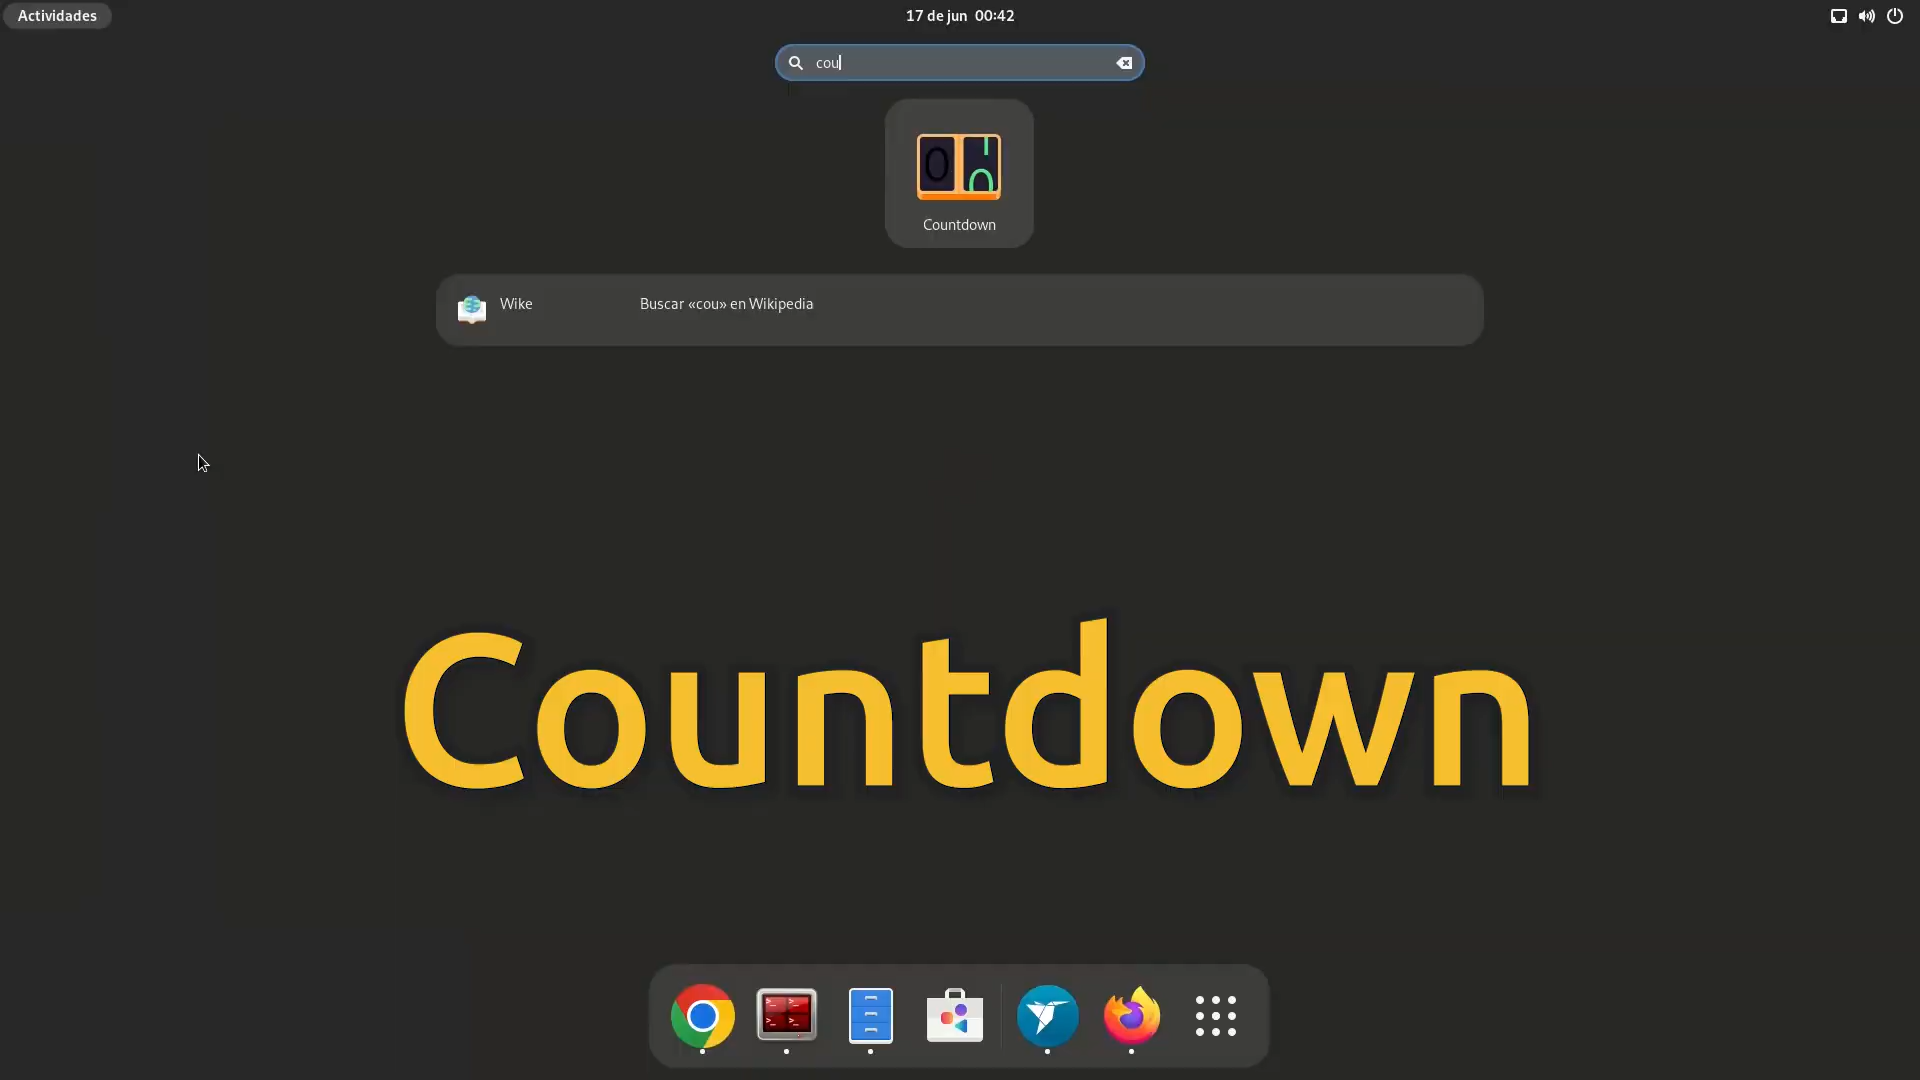 Actividades
17 de jun 00:42
cou
Countdown
Wike
Buscar «cou» en Wikipedia
Countdown